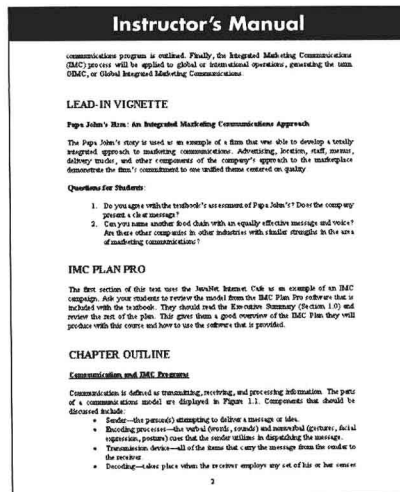 Instructor's Manual
communications program is outlined. Finally, the Integrated Marketing Communications
(IMC) process will be applied to global or international operations, generating the term
GIMC, or Global Integrated Marketing Communications.
LEAD-IN VIGNETTE
Papa John's Hire: An Integrated Marketing Communications Approach
The Papa John's story is used as an example of a firm that was able to develop a totally
integrated approach to marketing communications. Advertising, location, staff, menus,
delivery trucks, and other components of the company's approach to the marketplace
demonstrate the firm's commitment to one unified theme centered on quality
Questions for Students:
1. Do you agree with the textbook's assessment of Papa John's? Does the company
present a clear message?
2. Can you name another food chain with an equally effective message and voice?
Are there other companies in other industries with similar strengths in the area
of marketing communications?
IMC PLAN PRO
The first section of this text uses the JavaNet Internet Cafe as an example of an IMC
campaign. Ask your students to review the model from the IMC Plan Pro software that is
included with the textbook. They should read the Executive Summary (Section 1.0) and
review the rest of the plan. This gives them a good overview of the IMC Plan they will
produce with this course and how to use the software that is provided.
CHAPTER OUTLINE
Communication and IMC Programs
Communication is defined as transmitting, receiving, and processing information. The parts
of a communications model are displayed in Figure 1.1. Components that should be
discussed include:
• Sender—the person(s) attempting to deliver a message or idea.
• Encoding processes—the verbal (words, sounds) and nonverbal (gestures, facial
expression, posture) cues that the sender utilizes in dispatching the message.
• Transmission device—all of the items that carry the message from the sender to
the receiver
• Decoding—takes place when the receiver employs any set of his or her senses
2